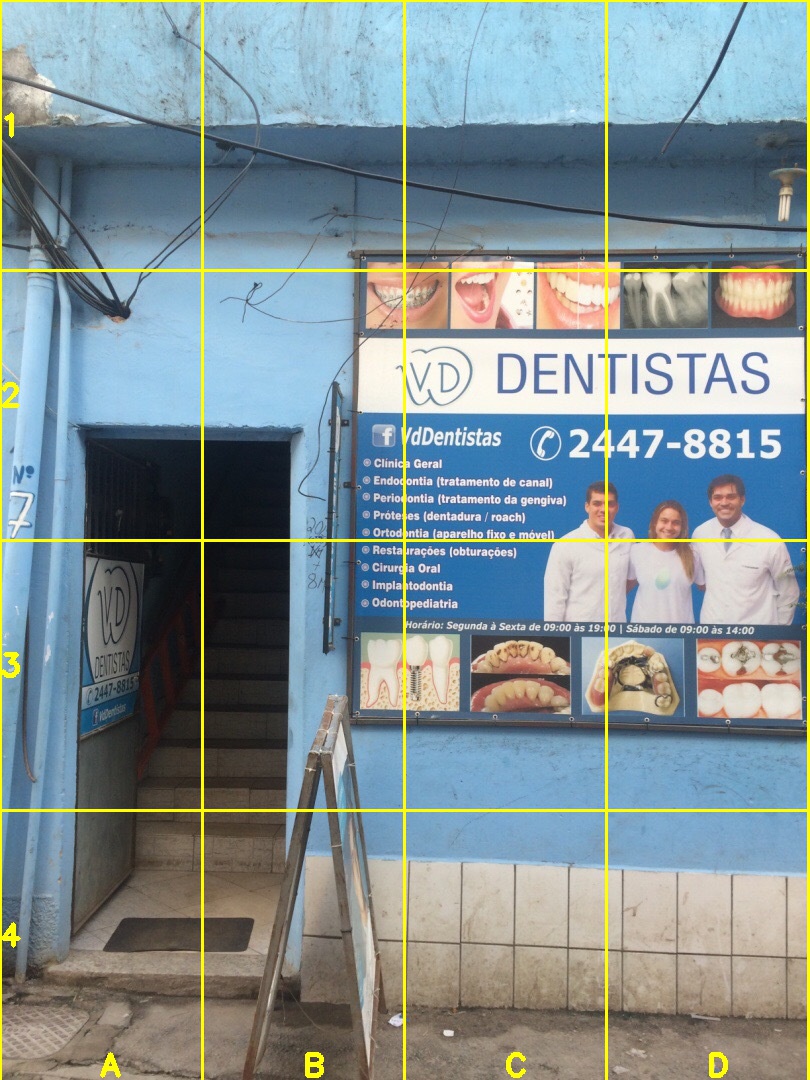 VD DENTISTAS
VdDentistas
2447-8815
Clínica Geral
Endodontia (tratamento de canal)
Periodontia (tratamento da gengiva)
Próteses (dentadura / roach)
Ortodontia (aparelho fixo e móvel)
Restaurações (obturações)
Cirurgia Oral
Implantodontia
Odontopediatria
Horário: Segunda à Sexta de 09:00 às 19:00 | Sábado de 09:00 às 14:00
Nº
7
VD
DENTISTAS
2447-8815
VdDentistas